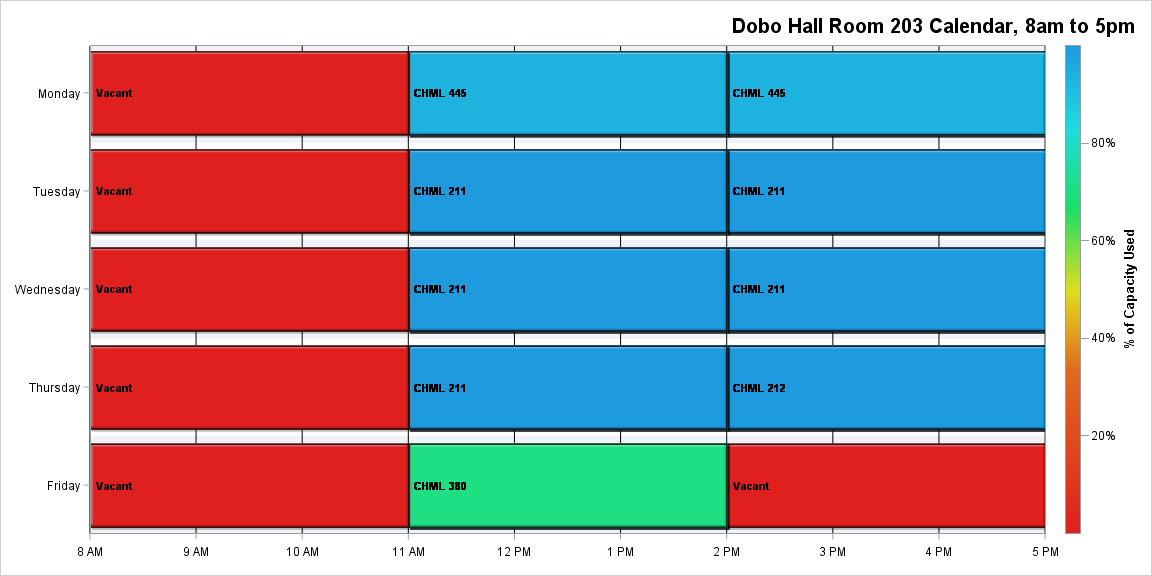 Dobo Hall Room 203 Calendar, 8am to 5pm
Monday Vacant CHML 445 CHML 445
80%
Tuesday Vacant CHML 211 CHML 211
60%
% of Capacity Used
Wednesday Vacant CHML 211 CHML 211
40%
Thursday Vacant CHML 211 CHML 212
20%
Friday Vacant CHML 380 Vacant
8 AM 9 AM 10 AM 11 AM 12 PM 1 PM 2 PM 3 PM 4 PM 5 PM